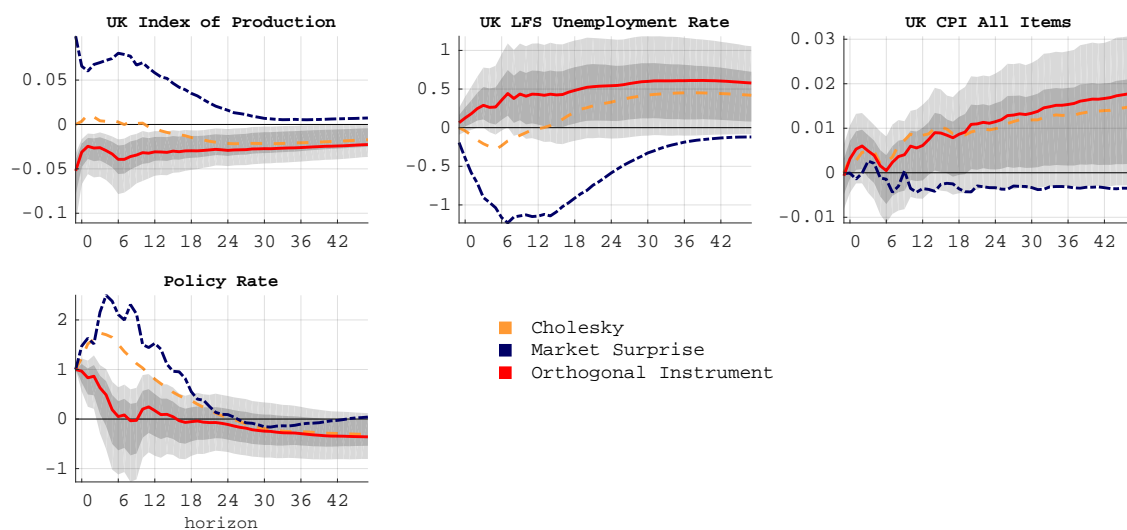 UK Index of Production
0.05
0
-0.05
-0.1
0 6 12 18 24 30 36 42
UK LFS Unemployment Rate
1
0.5
0
-0.5
-1
0 6 12 18 24 30 36 42
UK CPI All Items
0.03
0.02
0.01
0
-0.01
0 6 12 18 24 30 36 42
Policy Rate
2
1
0
-1
0 6 12 18 24 30 36 42
horizon
Cholesky
Market Surprise
Orthogonal Instrument